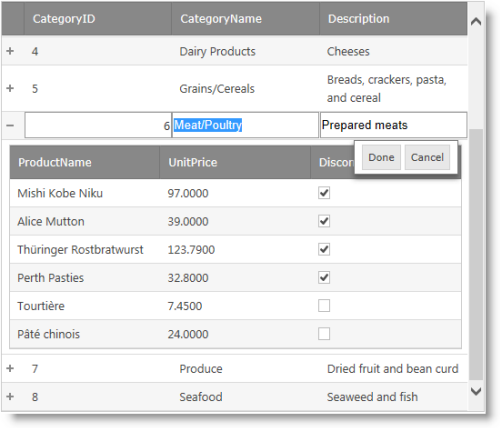 CategoryID CategoryName Description
4 Dairy Products Cheeses
5 Grains/Cereals Breads, crackers, pasta,
and cereal
6 Meat/Poultry Prepared meats
Done Cancel
ProductName UnitPrice Discon
Mishi Kobe Niku 97.0000
Alice Mutton 39.0000
Thüringer Rostbratwurst 123.7900
Perth Pasties 32.8000
Tourtière 7.4500
Pâté chinois 24.0000
7 Produce Dried fruit and bean curd
8 Seafood Seaweed and fish